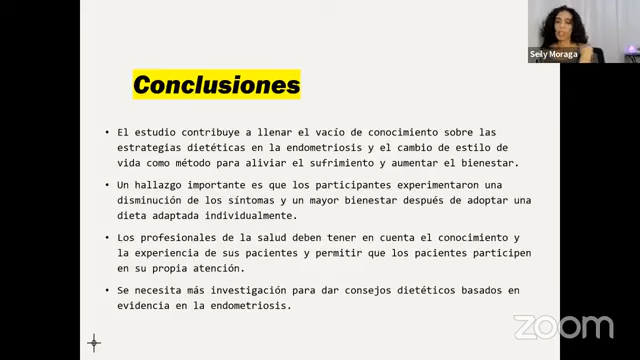 Seily Moraga
Conclusiones
• El estudio contribuye a llenar el vacío de conocimiento sobre las
estrategias dietéticas en la endometriosis y el cambio de estilo de
vida como método para aliviar el sufrimiento y aumentar el bienestar.
• Un hallazgo importante es que los participantes experimentaron una
disminución de los síntomas y un mayor bienestar después de adoptar una
dieta adaptada individualmente.
• Los profesionales de la salud deben tener en cuenta el conocimiento y
la experiencia de sus pacientes y permitir que los pacientes participen
en su propia atención.
• Se necesita más investigación para dar consejos dietéticos basados en
evidencia en la endometriosis.
zoom